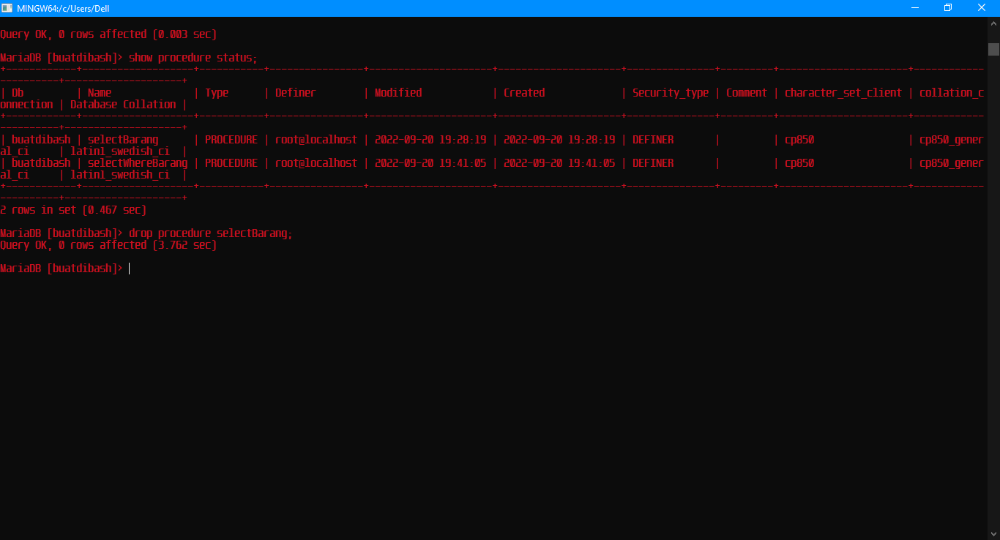 MINGW64:/c/Users/Dell
Query OK, 0 rows affected (0.003 sec)
MariaDB [buatdibash]> show procedure status;
+------------+-------------------+-----------+----------------+---------------------+---------------------+---------------+---------+----------------------+------------
----------+--------------------+
| Db         | Name              | Type      | Definer        | Modified            | Created             | Security_type | Comment | character_set_client | collation_c
onnection | Database Collation |
+------------+-------------------+-----------+----------------+---------------------+---------------------+---------------+---------+----------------------+------------
----------+--------------------+
| buatdibash | selectBarang      | PROCEDURE | root@localhost | 2022-09-20 19:28:19 | 2022-09-20 19:28:19 | DEFINER       |         | cp850                | cp850_gener
al_ci     | latin1_swedish_ci  |
| buatdibash | selectWhereBarang | PROCEDURE | root@localhost | 2022-09-20 19:41:05 | 2022-09-20 19:41:05 | DEFINER       |         | cp850                | cp850_gener
al_ci     | latin1_swedish_ci  |
+------------+-------------------+-----------+----------------+---------------------+---------------------+---------------+---------+----------------------+------------
----------+--------------------+
2 rows in set (0.467 sec)
MariaDB [buatdibash]> drop procedure selectBarang;
Query OK, 0 rows affected (3.762 sec)
MariaDB [buatdibash]>